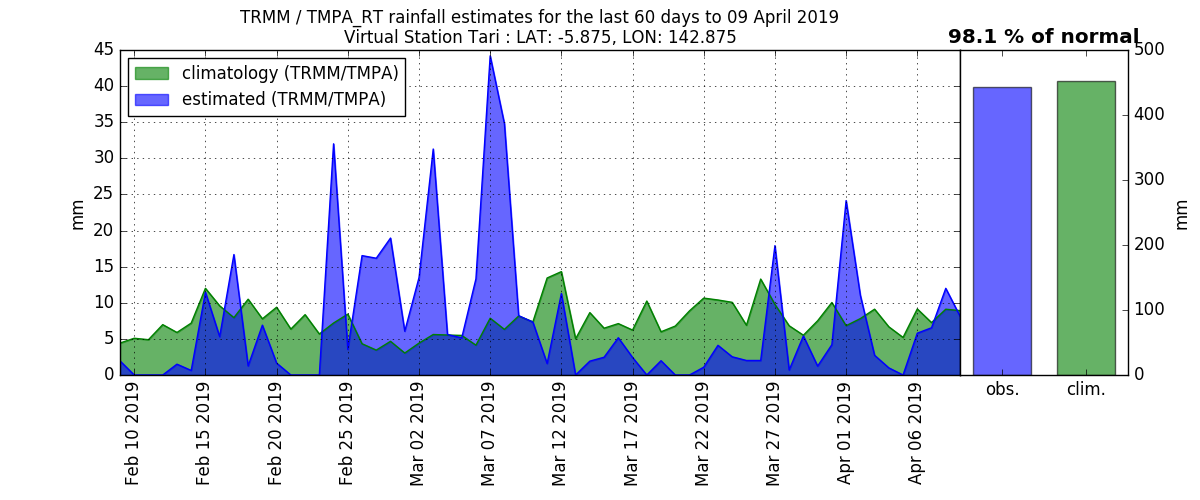 TRMM / TMPA_RT rainfall estimates for the last 60 days to 09 April 2019
Virtual Station Tari : LAT: -5.875, LON: 142.875
98.1 % of normal
climatology (TRMM/TMPA)
estimated (TRMM/TMPA)
45
40
35
30
25
20
15
10
5
0
mm
Feb 10 2019
Feb 15 2019
Feb 20 2019
Feb 25 2019
Mar 02 2019
Mar 07 2019
Mar 12 2019
Mar 17 2019
Mar 22 2019
Mar 27 2019
Apr 01 2019
Apr 06 2019
obs.
clim.
500
400
300
200
100
0
mm